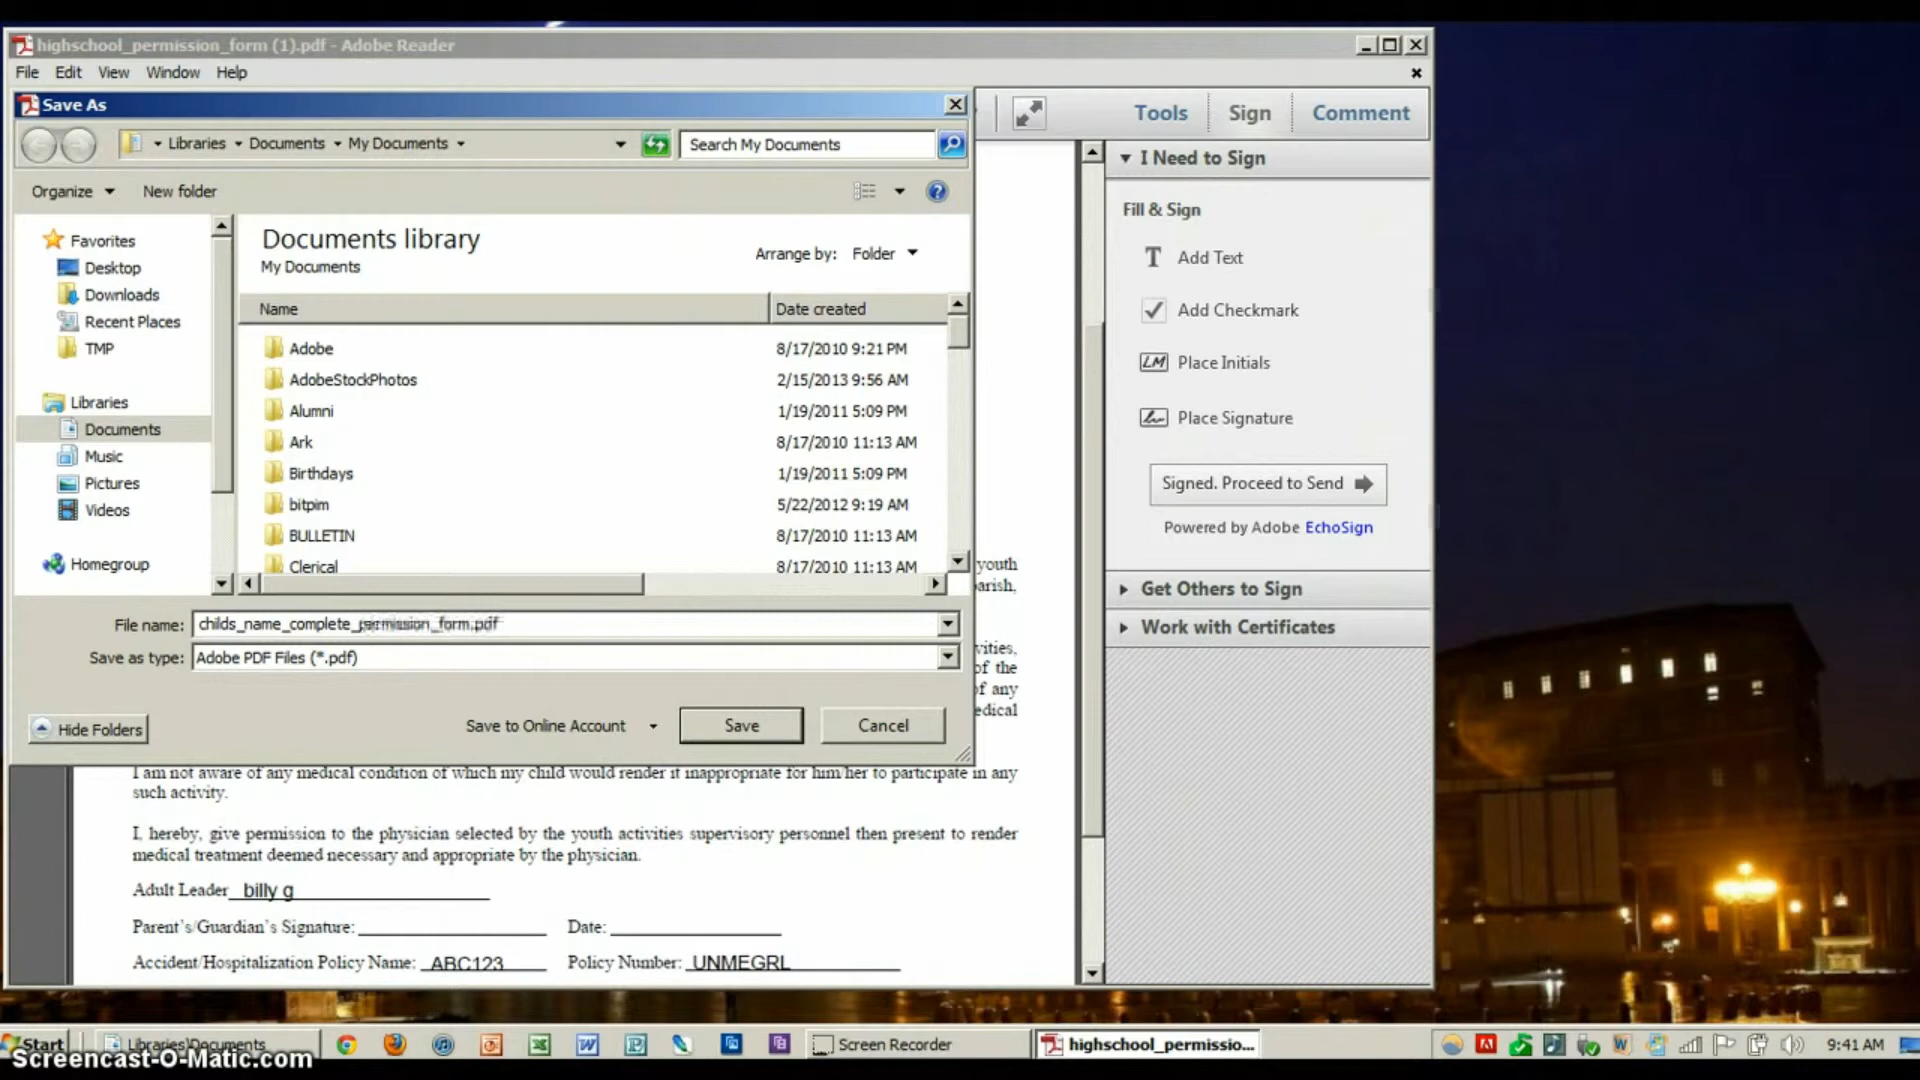 highschool_permission_form (1).pdf - Adobe Reader
File Edit View Window Help
Save As
Libraries Documents My Documents
Search My Documents
Tools Sign Comment
Organize New folder
I Need to Sign
Fill & Sign
Add Text
Add Checkmark
Place Initials
Place Signature
Signed. Proceed to Send
Powered by Adobe EchoSign
Get Others to Sign
Work with Certificates
Favorites
Desktop
Downloads
Recent Places
TMP
Libraries
Documents
Music
Pictures
Videos
Homegroup
Documents library
My Documents
Arrange by: Folder
Name Date created
Adobe 8/17/2010 9:21 PM
AdobeStockPhotos 2/15/2013 9:56 AM
Alumni 1/19/2011 5:09 PM
Ark 8/17/2010 11:13 AM
Birthdays 1/19/2011 5:09 PM
bitpim 5/22/2012 9:19 AM
BULLETIN 8/17/2010 11:13 AM
Clerical 8/17/2010 11:13 AM
youth
arish,
vities,
of the
of any
edical
File name: childs_name_complete_permission_form.pdf
Save as type: Adobe PDF Files (*.pdf)
Hide Folders
Save to Online Account
Save
Cancel
I am not aware of any medical condition of which my child would render it inappropriate for him/her to participate in any
such activity.
I, hereby, give permission to the physician selected by the youth activities supervisory personnel then present to render
medical treatment deemed necessary and appropriate by the physician.
Adult Leader billy g
Parent's/Guardian's Signature: Date:
Accident/Hospitalization Policy Name: ABC123 Policy Number: UNMEGRL
Start
Libraries\Documents
Screen Recorder
highschool_permissio...
9:41 AM
Screencast-O-Matic.com